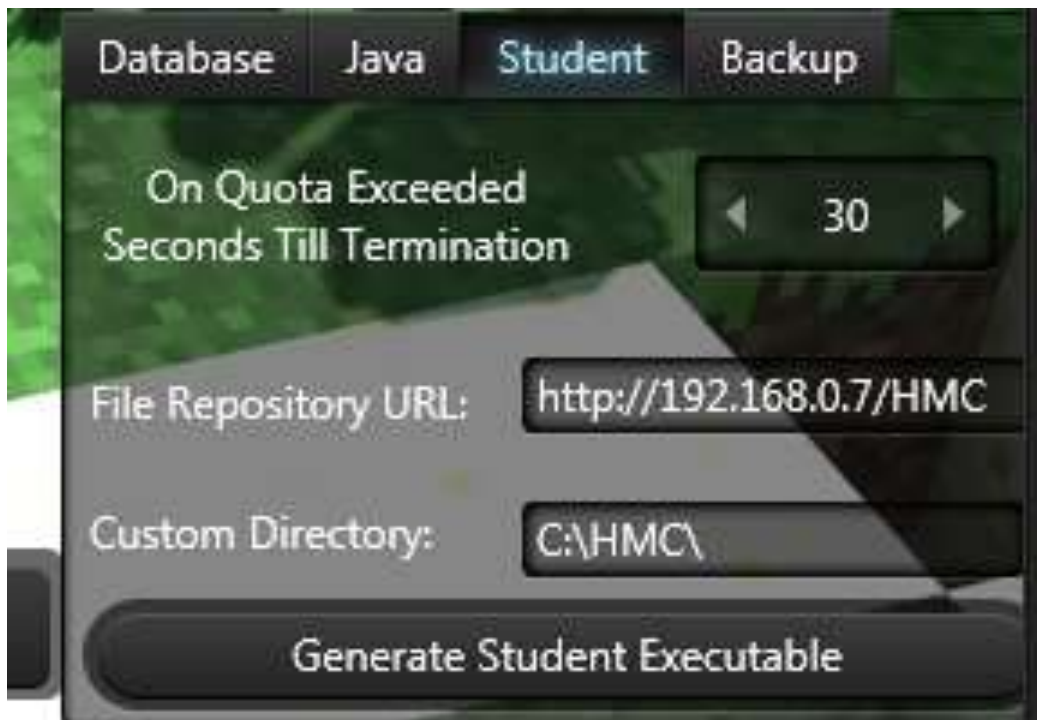 Database Java Student Backup
On Quota Exceeded
Seconds Till Termination
30
File Repository URL:
http://192.168.0.7/HMC
Custom Directory:
C:\HMC\
Generate Student Executable